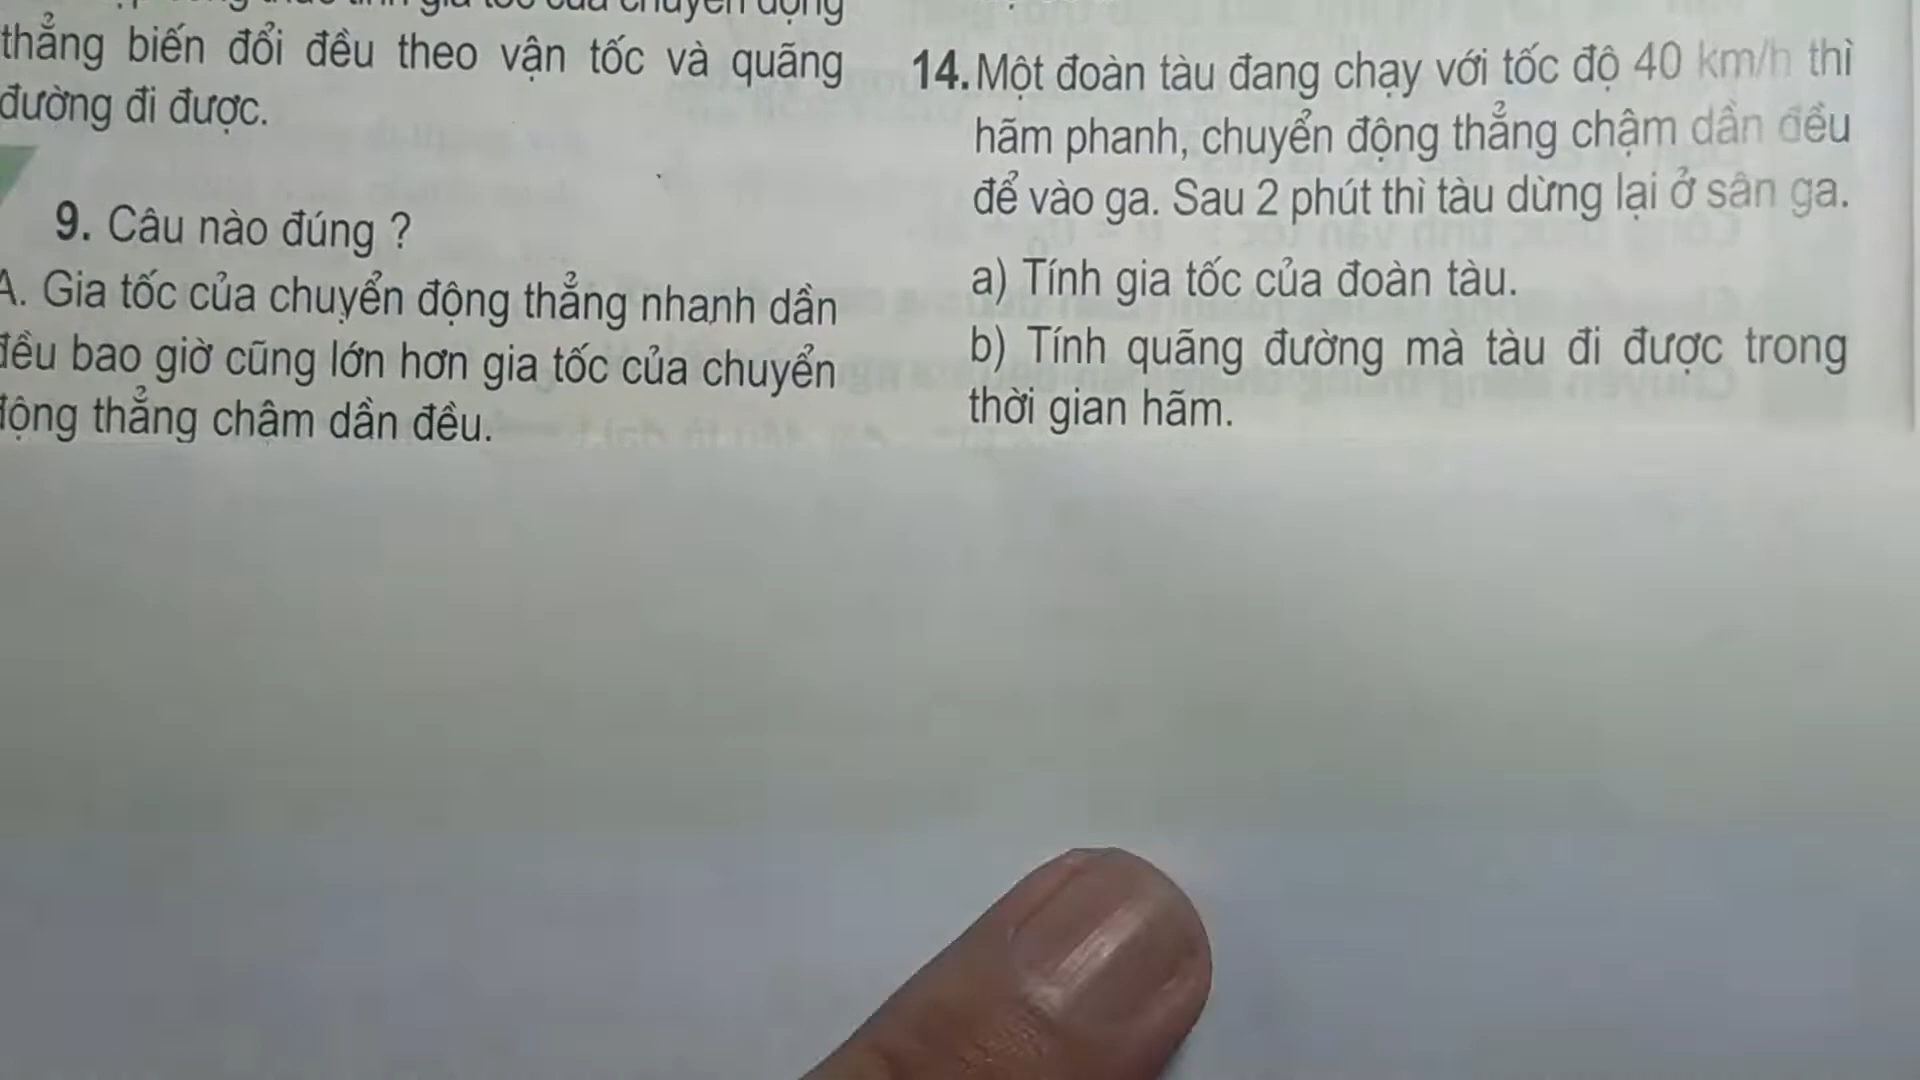 thẳng biến đổi đều theo vận tốc và quãng
đường đi được.
9. Câu nào đúng ?
A. Gia tốc của chuyển động thẳng nhanh dần
đều bao giờ cũng lớn hơn gia tốc của chuyển
động thẳng chậm dần đều.
14. Một đoàn tàu đang chạy với tốc độ 40 km/h thì
hãm phanh, chuyển động thẳng chậm dần đều
để vào ga. Sau 2 phút thì tàu dừng lại ở sân ga.
a) Tính gia tốc của đoàn tàu.
b) Tính quãng đường mà tàu đi được trong
thời gian hãm.